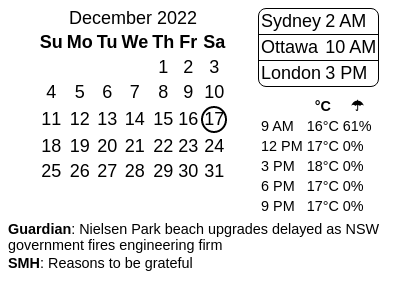 December 2022
Su Mo Tu We Th Fr Sa
1 2 3
4 5 6 7 8 9 10
11 12 13 14 15 16 17
18 19 20 21 22 23 24
25 26 27 28 29 30 31
Sydney 2 AM
Ottawa 10 AM
London 3 PM
°C ☂
9 AM 16°C 61%
12 PM 17°C 0%
3 PM 18°C 0%
6 PM 17°C 0%
9 PM 17°C 0%
Guardian: Nielsen Park beach upgrades delayed as NSW
government fires engineering firm
SMH: Reasons to be grateful